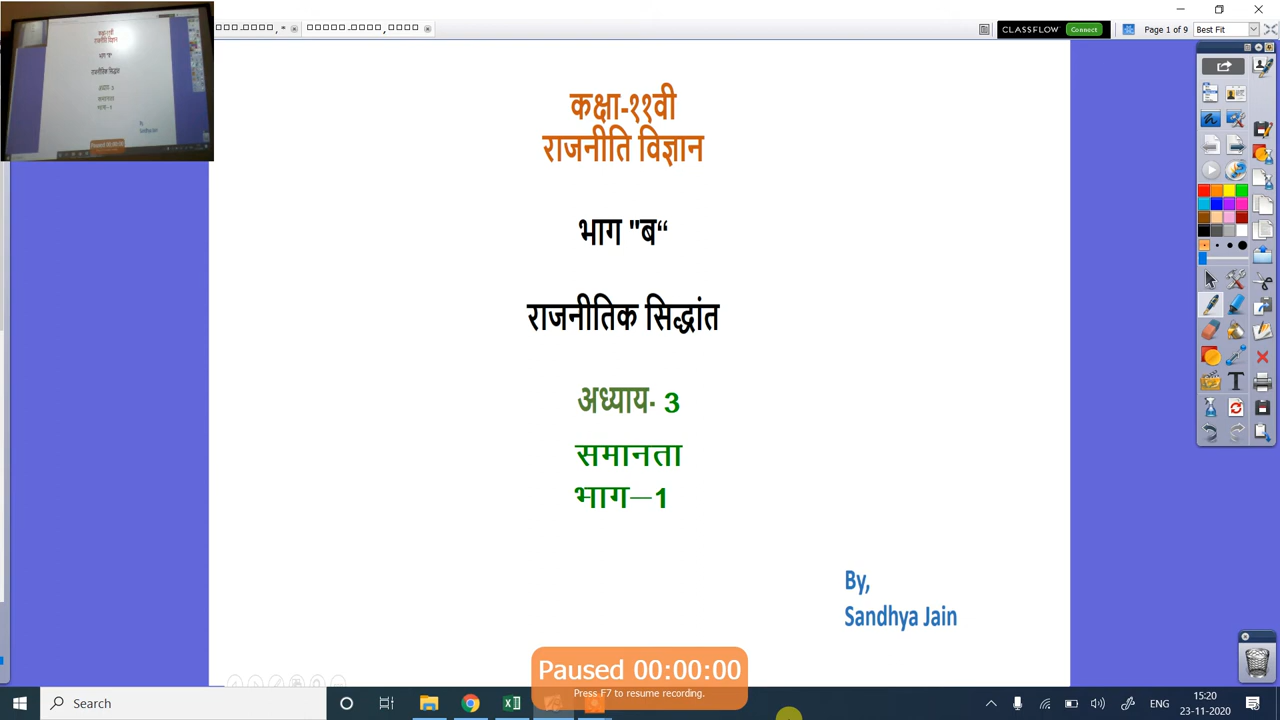 CLASSFLOW
Connect
Page 1 of 9
Best Fit
कक्षा-११वी
राजनीति विज्ञान
भाग "ब“
राजनीतिक सिद्धांत
अध्याय- 3
समानता
भाग–1
By,
Sandhya Jain
Paused 00:00:00
Press F7 to resume recording.
Search
ENG
15:20
23-11-2020